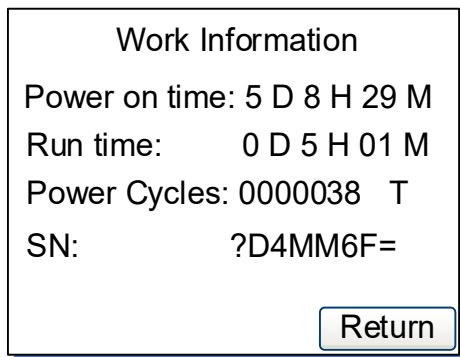 Work Information
Power on time: 5 D 8 H 29 M
Run time: 0 D 5 H 01 M
Power Cycles: 0000038 T
SN: ?D4MM6F=
Return